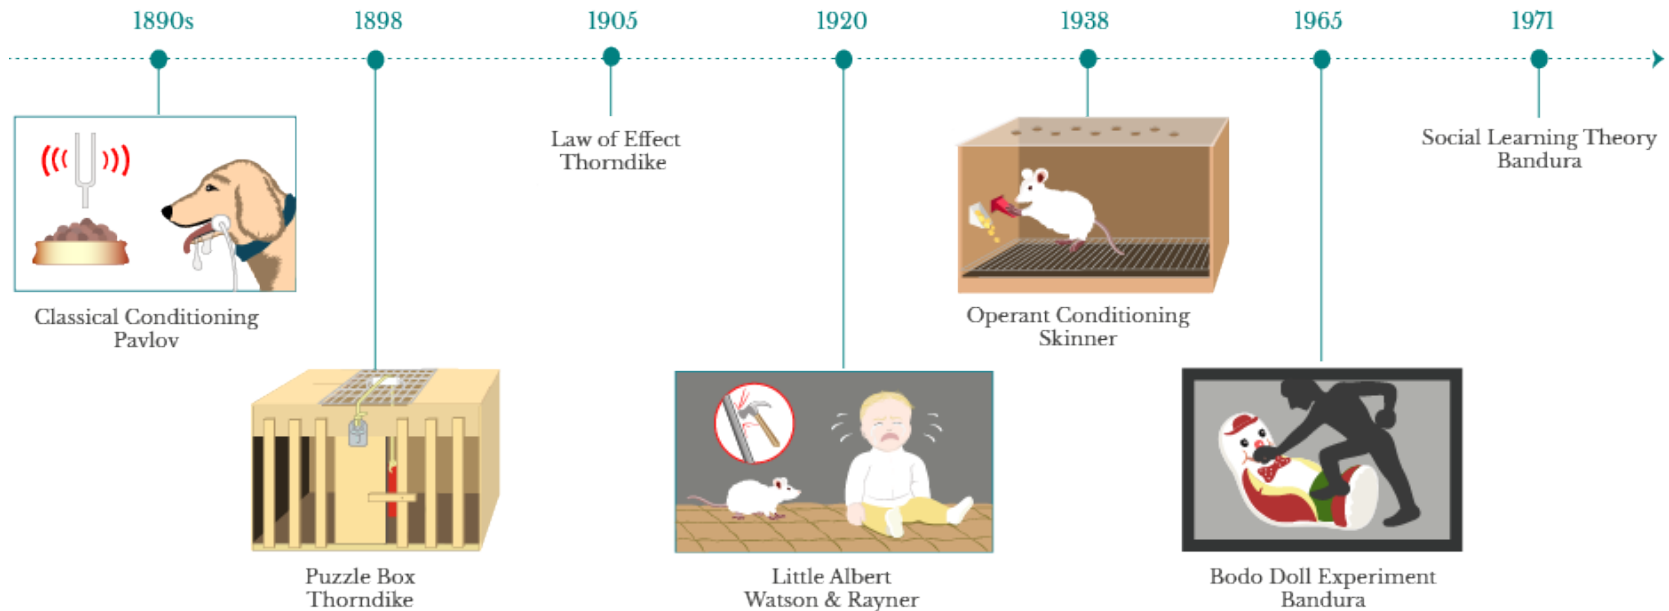 1890s
1898
1905
1920
1938
1965
1971
Classical Conditioning
Pavlov
Puzzle Box
Thorndike
Law of Effect
Thorndike
Little Albert
Watson & Rayner
Operant Conditioning
Skinner
Bodo Doll Experiment
Bandura
Social Learning Theory
Bandura